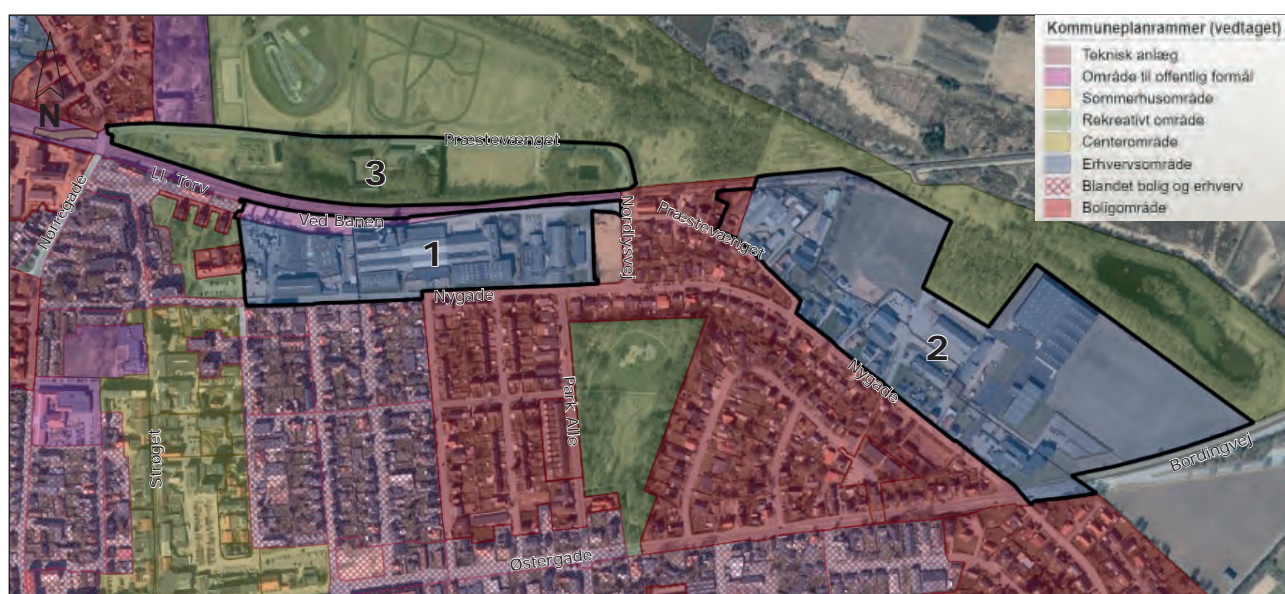 Kommuneplanrammer (vedtaget)
Teknisk anlæg
Område til offentlig formål
Sommerhusområde
Rekreativt område
Centerområde
Erhvervsområde
Blandet bolig og erhverv
Boligområde
N
Præstevænget
3
Ll. Torv
Nørregade
Ved Banen
Nordlysvej
Præstevænget
1
Nygade
2
Nygade
Park Alle
Strøget
Bordingvej
Østergade